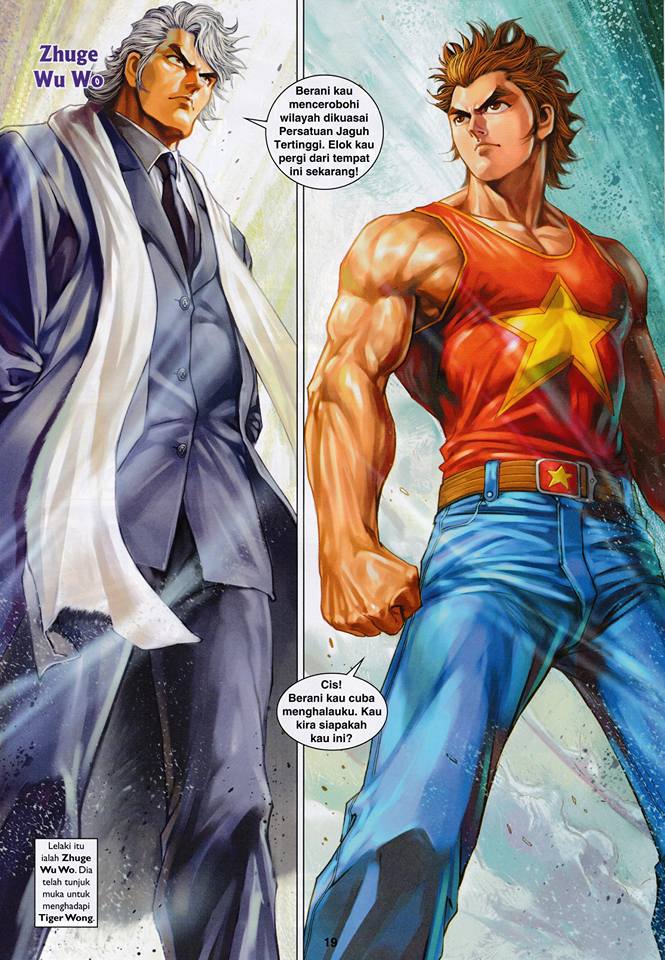 Zhuge
Wu Wo
Berani kau
mencerobohi
wilayah dikuasai
Persatuan Jaguh
Tertinggi. Elok kau
pergi dari tempat
ini sekarang!
Cis!
Berani kau cuba
menghalauku. Kau
kira siapakah
kau ini?
Lelaki itu
ialah Zhuge
Wu Wo. Dia
telah tunjuk
muka untuk
menghadapi
Tiger Wong.
19